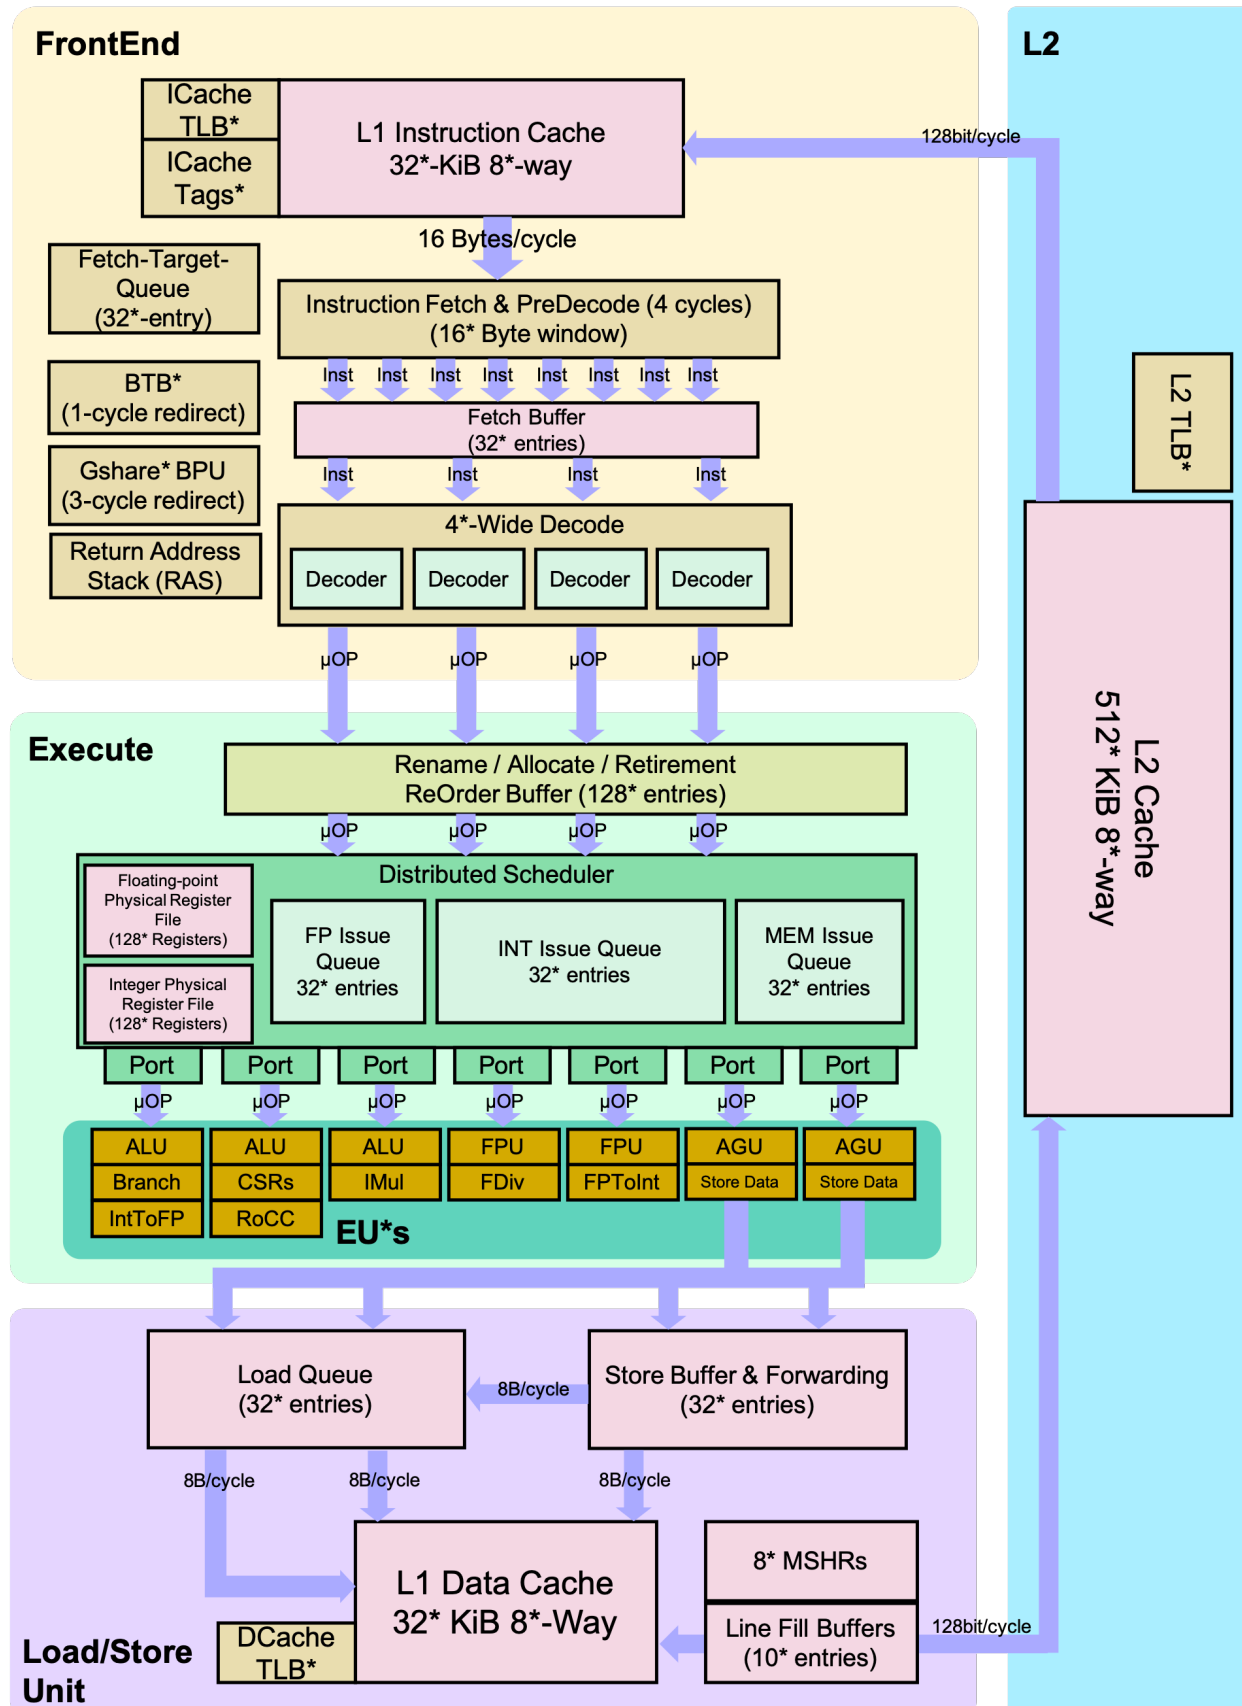 FrontEnd
L2
ICache
TLB*
ICache
Tags*
L1 Instruction Cache
32*-KiB 8*-way
128bit/cycle
16 Bytes/cycle
Fetch-Target-
Queue
(32*-entry)
Instruction Fetch & PreDecode (4 cycles)
(16* Byte window)
Inst Inst Inst Inst Inst Inst Inst Inst
BTB*
(1-cycle redirect)
Fetch Buffer
(32* entries)
Inst Inst Inst Inst
Gshare* BPU
(3-cycle redirect)
Return Address
Stack (RAS)
4*-Wide Decode
Decoder Decoder Decoder Decoder
µOP µOP µOP µOP
L2 TLB*
L2 Cache
512* KiB 8*-way
Execute
Rename / Allocate / Retirement
ReOrder Buffer (128* entries)
µOP µOP µOP µOP
Distributed Scheduler
Floating-point
Physical Register
File
(128* Registers)
Integer Physical
Register File
(128* Registers)
FP Issue
Queue
32* entries
INT Issue Queue
32* entries
MEM Issue
Queue
32* entries
Port Port Port Port Port Port Port
µOP µOP µOP µOP µOP µOP µOP
ALU ALU ALU FPU FPU AGU AGU
Branch CSRs IMul FDiv FPToInt Store Data Store Data
IntToFP RoCC
EU*s
Load Queue
(32* entries)
8B/cycle
Store Buffer & Forwarding
(32* entries)
8B/cycle 8B/cycle 8B/cycle
L1 Data Cache
32* KiB 8*-Way
8* MSHRs
Line Fill Buffers
(10* entries)
128bit/cycle
DCache
TLB*
Load/Store
Unit